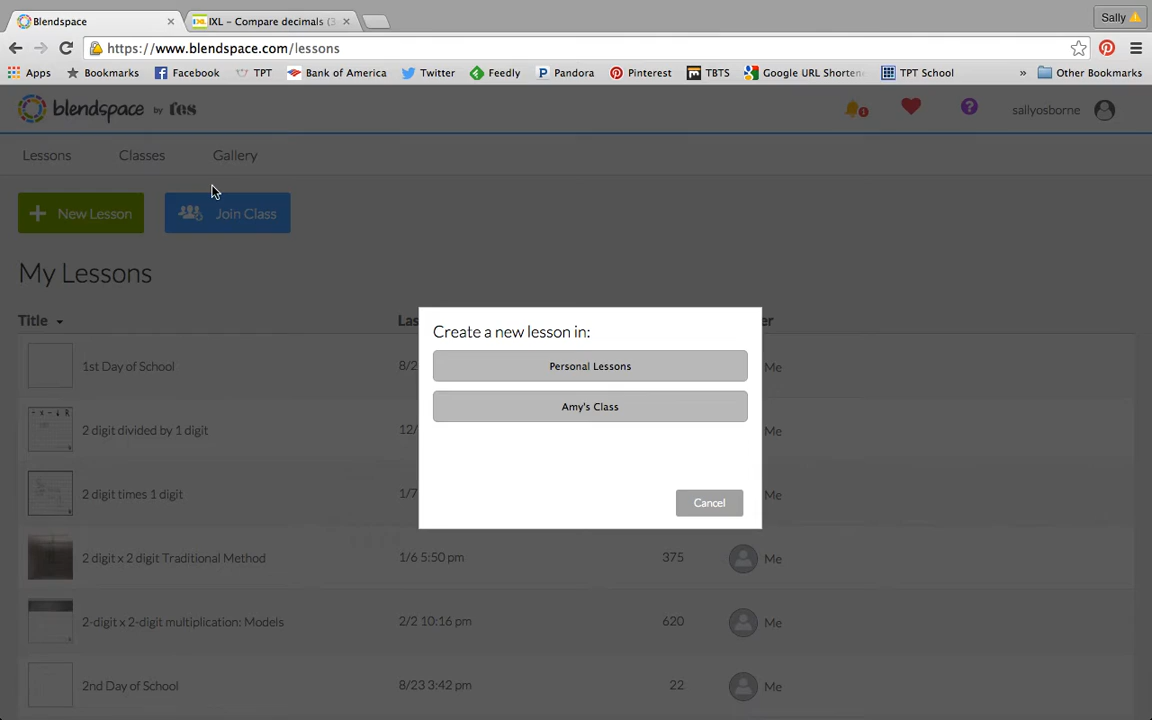 Blendspace
IXL – Compare decimals (3
Sally
https://www.blendspace.com/lessons
Apps Bookmarks Facebook TPT Bank of America Twitter Feedly Pandora Pinterest TBTS Google URL Shorten TPT School » Other Bookmarks
blendspace by tes
1
sallyosborne
Lessons Classes Gallery
+ New Lesson
Join Class
My Lessons
Title
Create a new lesson in:
Personal Lessons
Amy's Class
Cancel
1st Day of School 8/2 Me
2 digit divided by 1 digit 12/ Me
2 digit times 1 digit 1/7 Me
2 digit x 2 digit Traditional Method 1/6 5:50 pm 375 Me
2-digit x 2-digit multiplication: Models 2/2 10:16 pm 620 Me
2nd Day of School 8/23 3:42 pm 22 Me